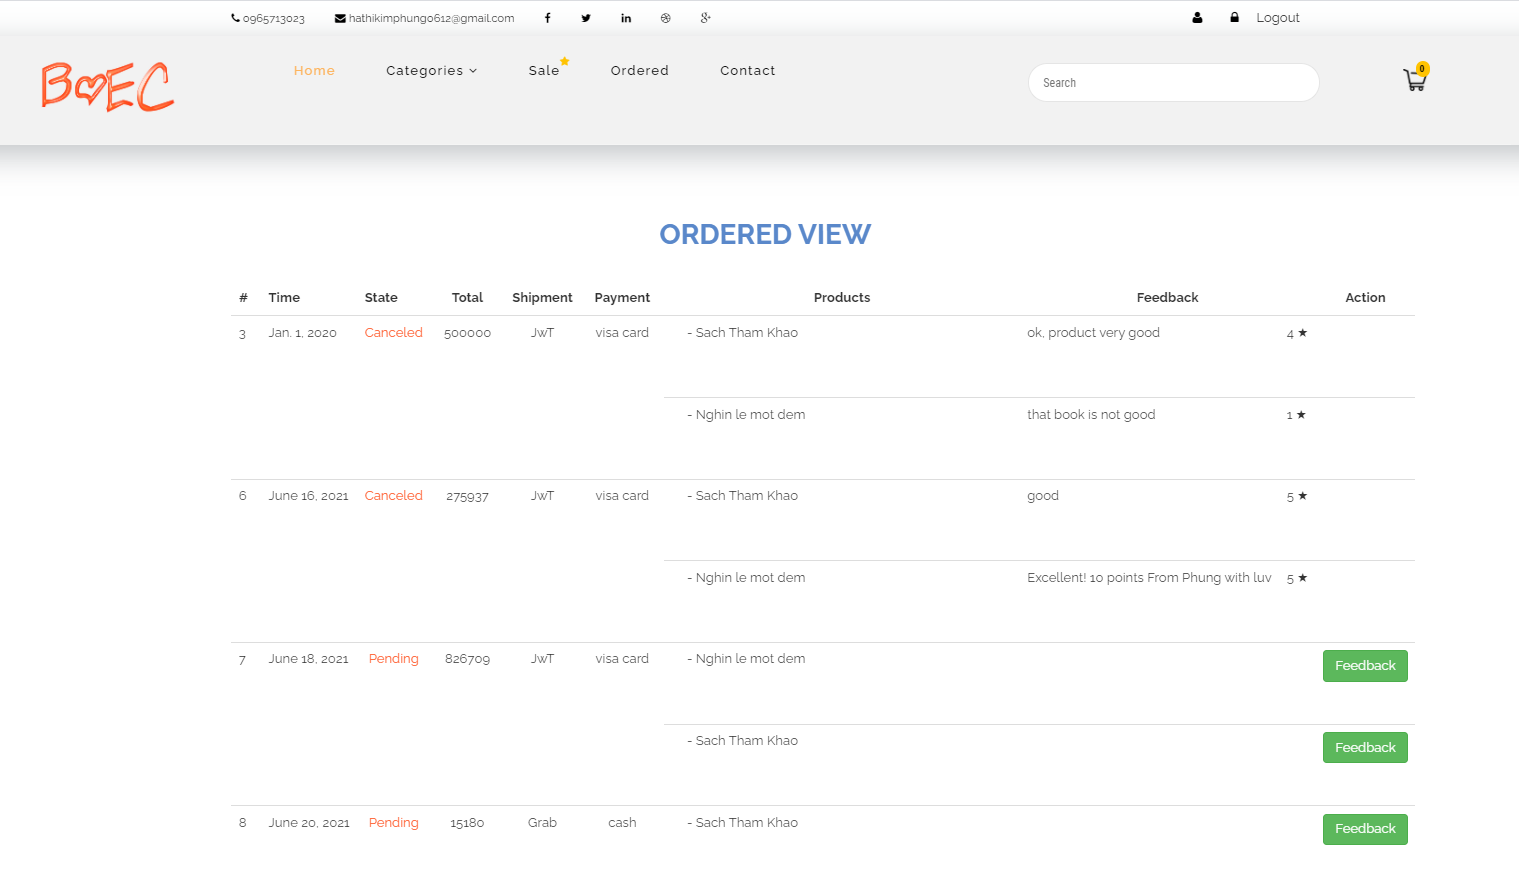 0965713023 hathikimphung0612@gmail.com Logout
BOEC Home Categories Sale Ordered Contact Search 0
ORDERED VIEW
# Time State Total Shipment Payment Products Feedback Action
3 Jan. 1, 2020 Canceled 500000 JwT visa card - Sach Tham Khao ok, product very good 4 ★
- Nghin le mot dem that book is not good 1 ★
6 June 16, 2021 Canceled 275937 JwT visa card - Sach Tham Khao good 5 ★
- Nghin le mot dem Excellent! 10 points From Phung with luv 5 ★
7 June 18, 2021 Pending 826709 JwT visa card - Nghin le mot dem Feedback
- Sach Tham Khao Feedback
8 June 20, 2021 Pending 15180 Grab cash - Sach Tham Khao Feedback